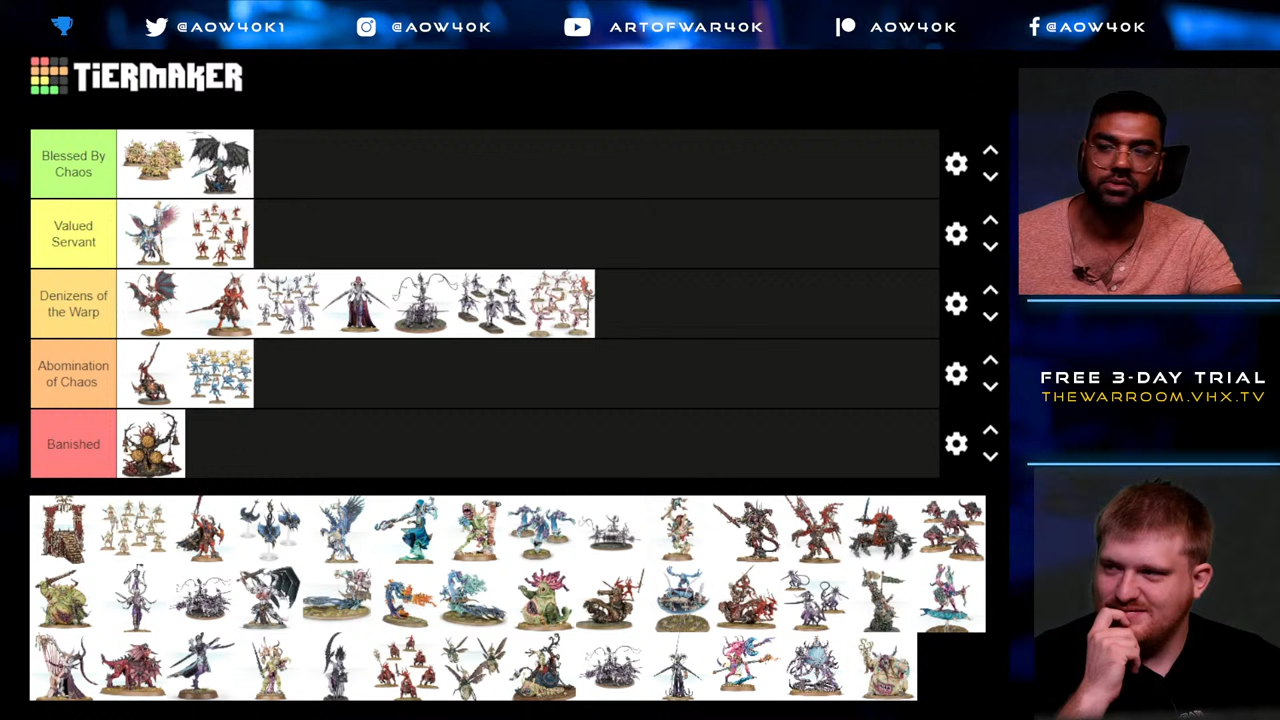 @AOW40K1
@AOW40K
ARTOFWAR40K
AOW40K
@AOW40K
TiERMAKER
Blessed By
Chaos
Valued
Servant
Denizens of
the Warp
Abomination
of Chaos
Banished
FREE 3-DAY TRIAL
THEWARROOM.VHX.TV